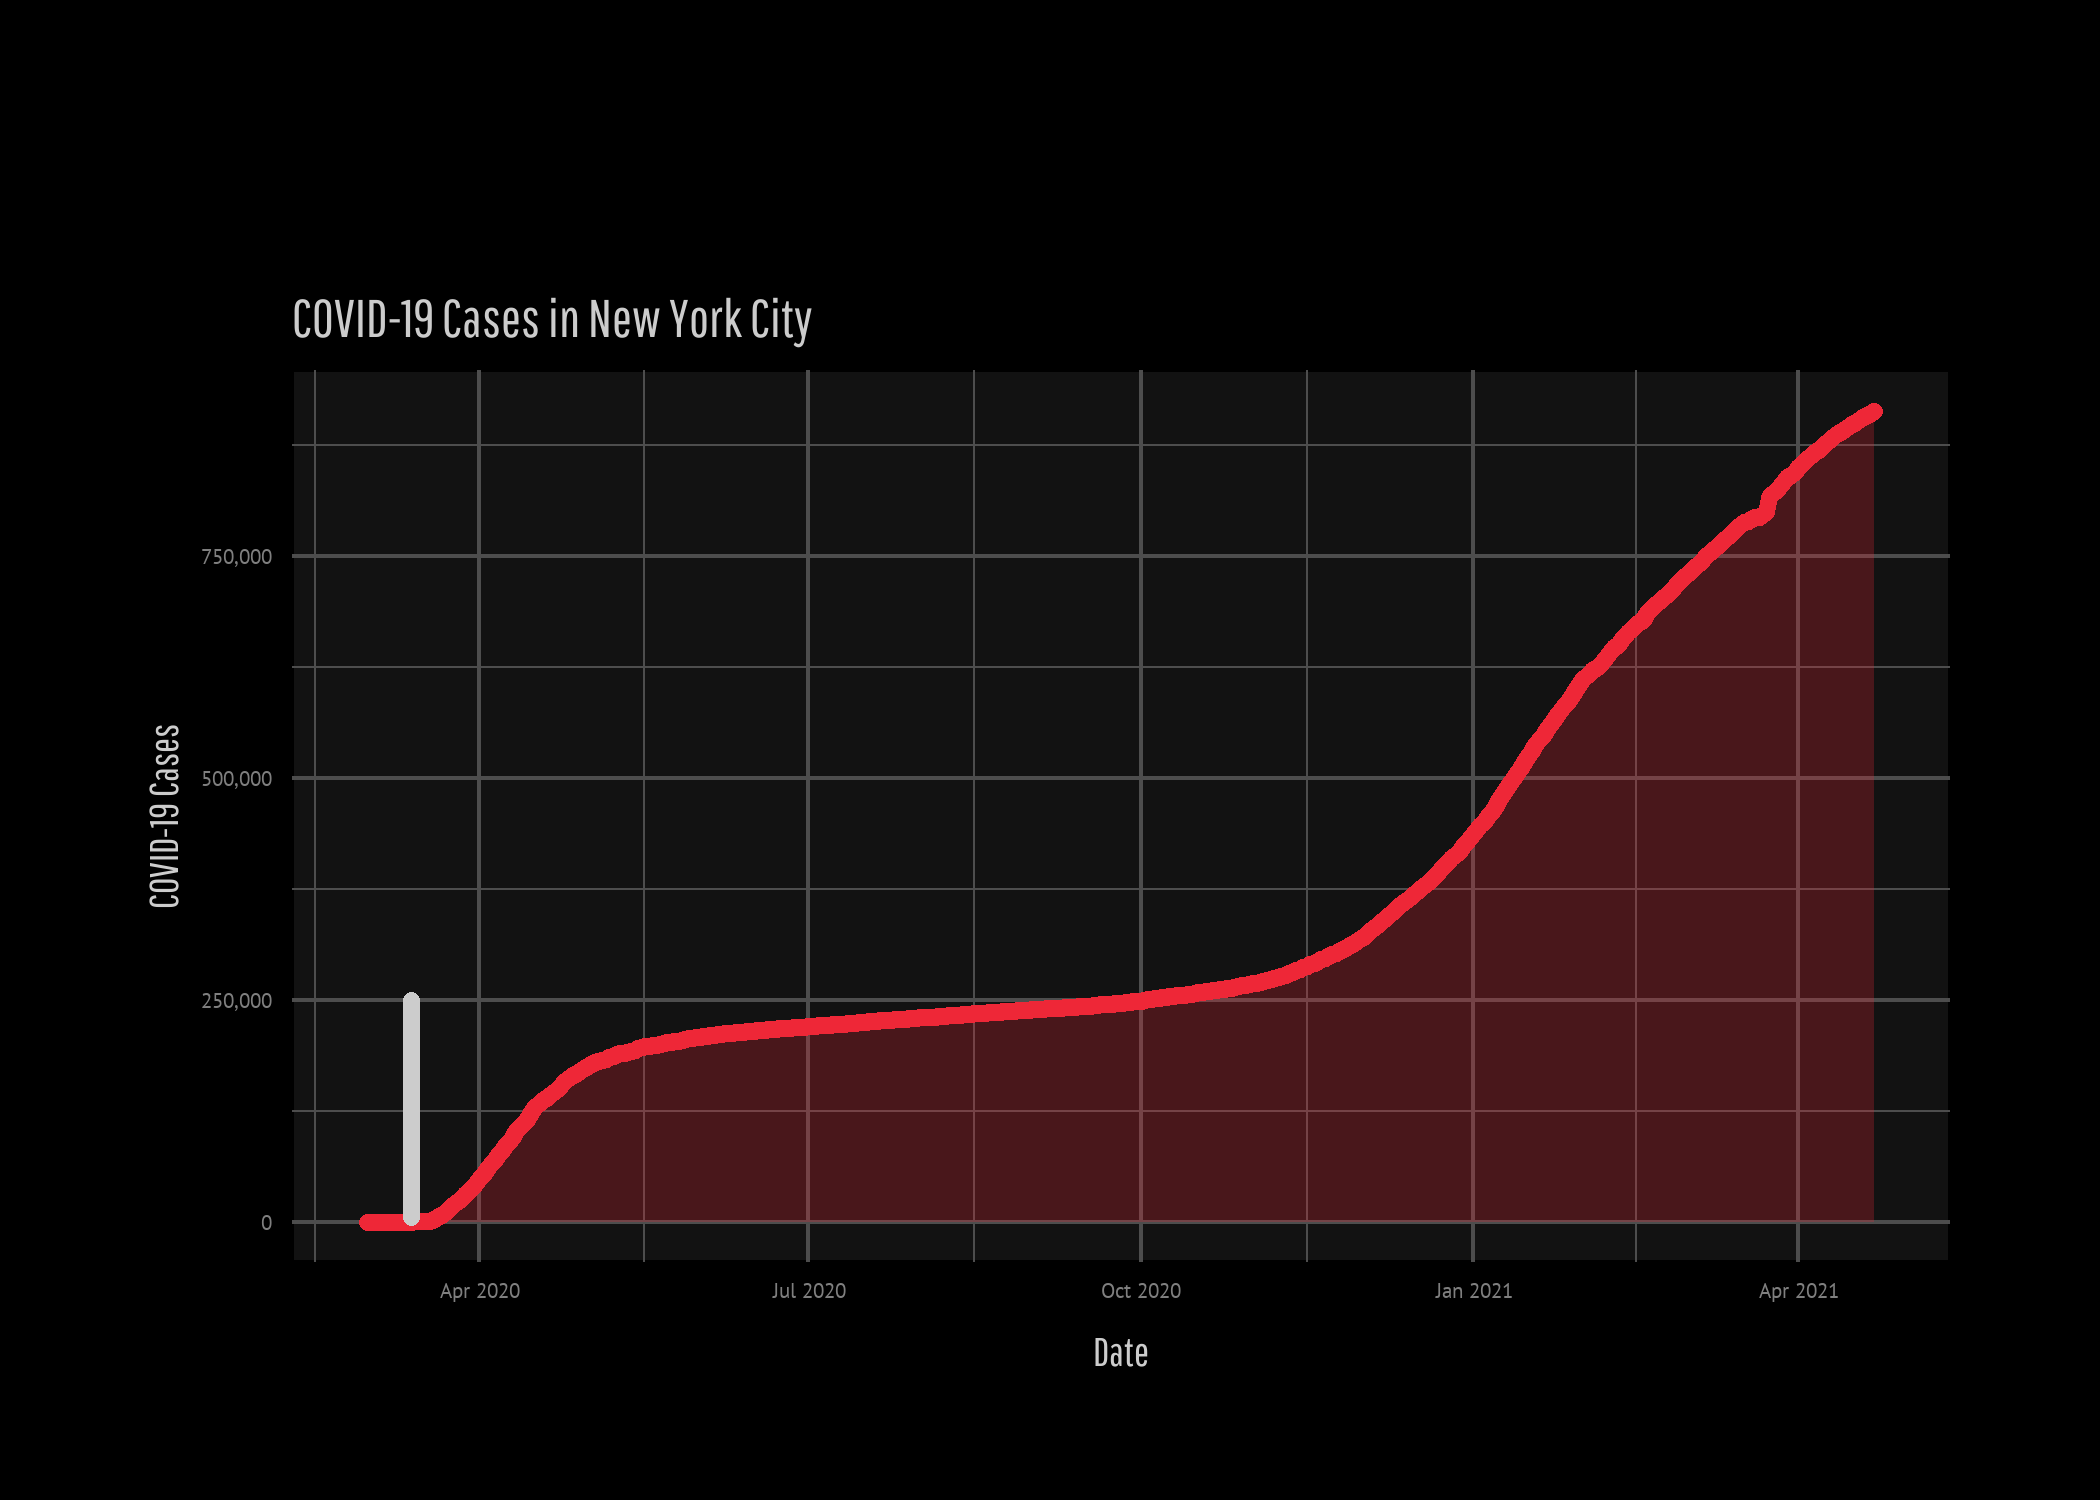 COVID-19 Cases in New York City
COVID-19 Cases
750,000
500,000
250,000
0
Apr 2020
Jul 2020
Oct 2020
Jan 2021
Apr 2021
Date